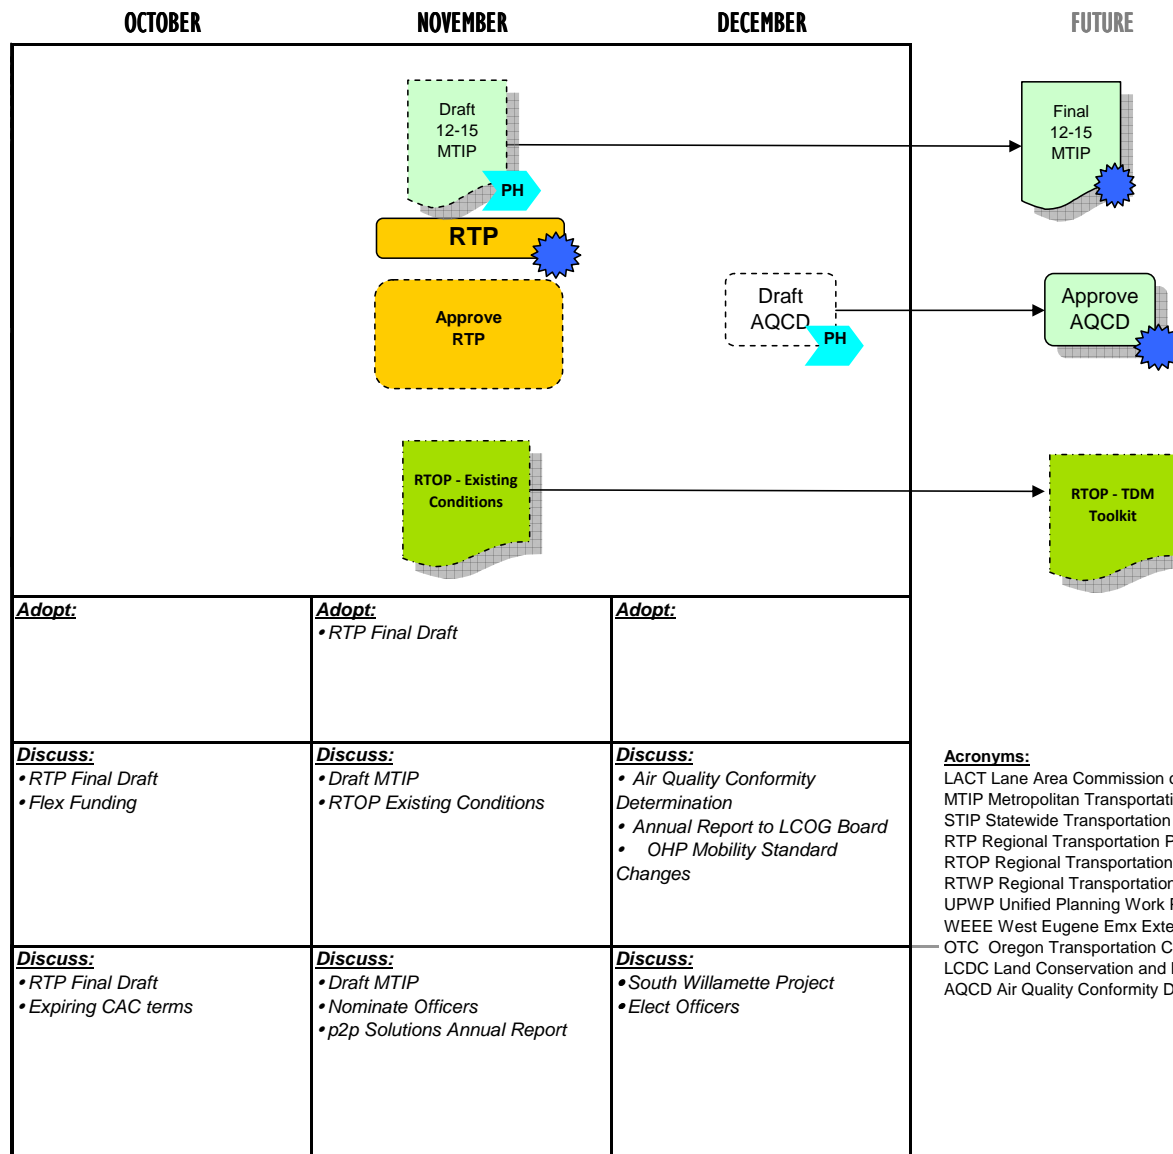 OCTOBER
NOVEMBER
DECEMBER
FUTURE
Draft
12-15
MTIP
PH
Final
12-15
MTIP
RTP
Approve
RTP
Draft
AQCD
PH
Approve
AQCD
RTOP - Existing
Conditions
RTOP - TDM
Toolkit
Adopt:
Adopt:
• RTP Final Draft
Adopt:
Discuss:
• RTP Final Draft
• Flex Funding
Discuss:
• Draft MTIP
• RTOP Existing Conditions
Discuss:
• Air Quality Conformity
Determination
• Annual Report to LCOG Board
• OHP Mobility Standard
Changes
Discuss:
• RTP Final Draft
• Expiring CAC terms
Discuss:
• Draft MTIP
• Nominate Officers
• p2p Solutions Annual Report
Discuss:
• South Willamette Project
• Elect Officers
Acronyms:
LACT Lane Area Commission
MTIP Metropolitan Transportati
STIP Statewide Transportation
RTP Regional Transportation P
RTOP Regional Transportation
RTWP Regional Transportation
UPWP Unified Planning Work
WEEE West Eugene Emx Exte
OTC Oregon Transportation C
LCDC Land Conservation and
AQCD Air Quality Conformity D